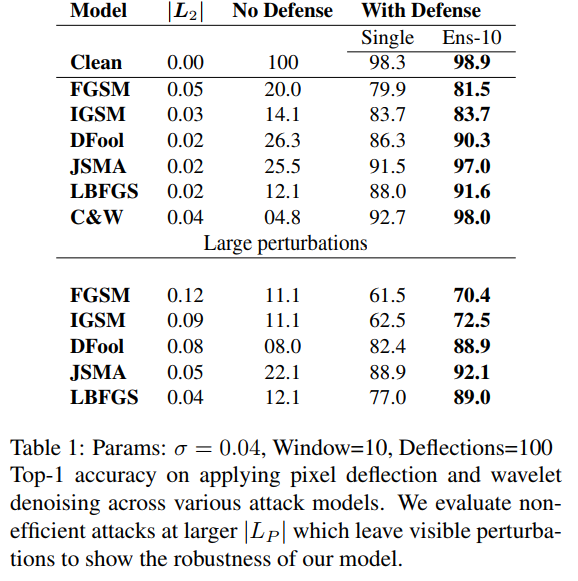 Model |L2| No Defense With Defense
Single Ens-10
Clean 0.00 100 98.3 98.9
FGSM 0.05 20.0 79.9 81.5
IGSM 0.03 14.1 83.7 83.7
DFool 0.02 26.3 86.3 90.3
JSMA 0.02 25.5 91.5 97.0
LBFGS 0.02 12.1 88.0 91.6
C&W 0.04 04.8 92.7 98.0
Large perturbations
FGSM 0.12 11.1 61.5 70.4
IGSM 0.09 11.1 62.5 72.5
DFool 0.08 08.0 82.4 88.9
JSMA 0.05 22.1 88.9 92.1
LBFGS 0.04 12.1 77.0 89.0
Table 1: Params: σ = 0.04, Window=10, Deflections=100
Top-1 accuracy on applying pixel deflection and wavelet
denoising across various attack models. We evaluate non-
efficient attacks at larger |LP| which leave visible perturba-
tions to show the robustness of our model.